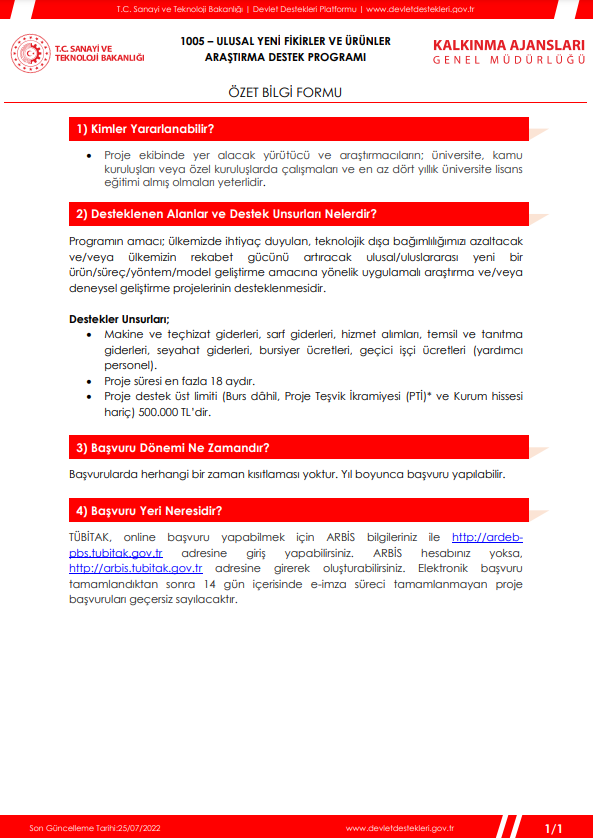 T.C. Sanayi ve Teknoloji Bakanlığı | Devlet Destekleri Platformu | www.devletdestekleri.gov.tr
T.C. SANAYİ VE
TEKNOLOJİ BAKANLIĞI
1005 – ULUSAL YENİ FİKİRLER VE ÜRÜNLER
ARAŞTIRMA DESTEK PROGRAMI
KALKINMA AJANSLARI
GENEL MÜDÜRLÜĞÜ
ÖZET BİLGİ FORMU
1) Kimler Yararlanabilir?
• Proje ekibinde yer alacak yürütücü ve araştırmacıların; üniversite, kamu
kuruluşları veya özel kuruluşlarda çalışmaları ve en az dört yıllık üniversite lisans
eğitimi almış olmaları yeterlidir.
2) Desteklenen Alanlar ve Destek Unsurları Nelerdir?
Programın amacı; ülkemizde ihtiyaç duyulan, teknolojik dışa bağımlılığımızı azaltacak
ve/veya ülkemizin rekabet gücünü artıracak ulusal/uluslararası yeni bir
ürün/süreç/yöntem/model geliştirme amacına yönelik uygulamalı araştırma ve/veya
deneysel geliştirme projelerinin desteklenmesidir.
Destekler Unsurları;
• Makine ve teçhizat giderleri, sarf giderleri, hizmet alımları, temsil ve tanıtma
giderleri, seyahat giderleri, bursiyer ücretleri, geçici işçi ücretleri (yardımcı
personel).
• Proje süresi en fazla 18 aydır.
• Proje destek üst limiti (Burs dâhil, Proje Teşvik İkramiyesi (PTİ)* ve Kurum hissesi
hariç) 500.000 TL'dir.
3) Başvuru Dönemi Ne Zamandır?
Başvurularda herhangi bir zaman kısıtlaması yoktur. Yıl boyunca başvuru yapılabilir.
4) Başvuru Yeri Neresidir?
TÜBİTAK, online başvuru yapabilmek için ARBİS bilgileriniz ile http://ardeb-
pbs.tubitak.gov.tr adresine giriş yapabilirsiniz. ARBİS hesabınız yoksa,
http://arbis.tubitak.gov.tr adresine girerek oluşturabilirsiniz. Elektronik başvuru
tamamlandıktan sonra 14 gün içerisinde e-imza süreci tamamlanmayan proje
başvuruları geçersiz sayılacaktır.
Son Güncelleme Tarihi:25/07/2022
www.devletdestekleri.gov.tr
1/1